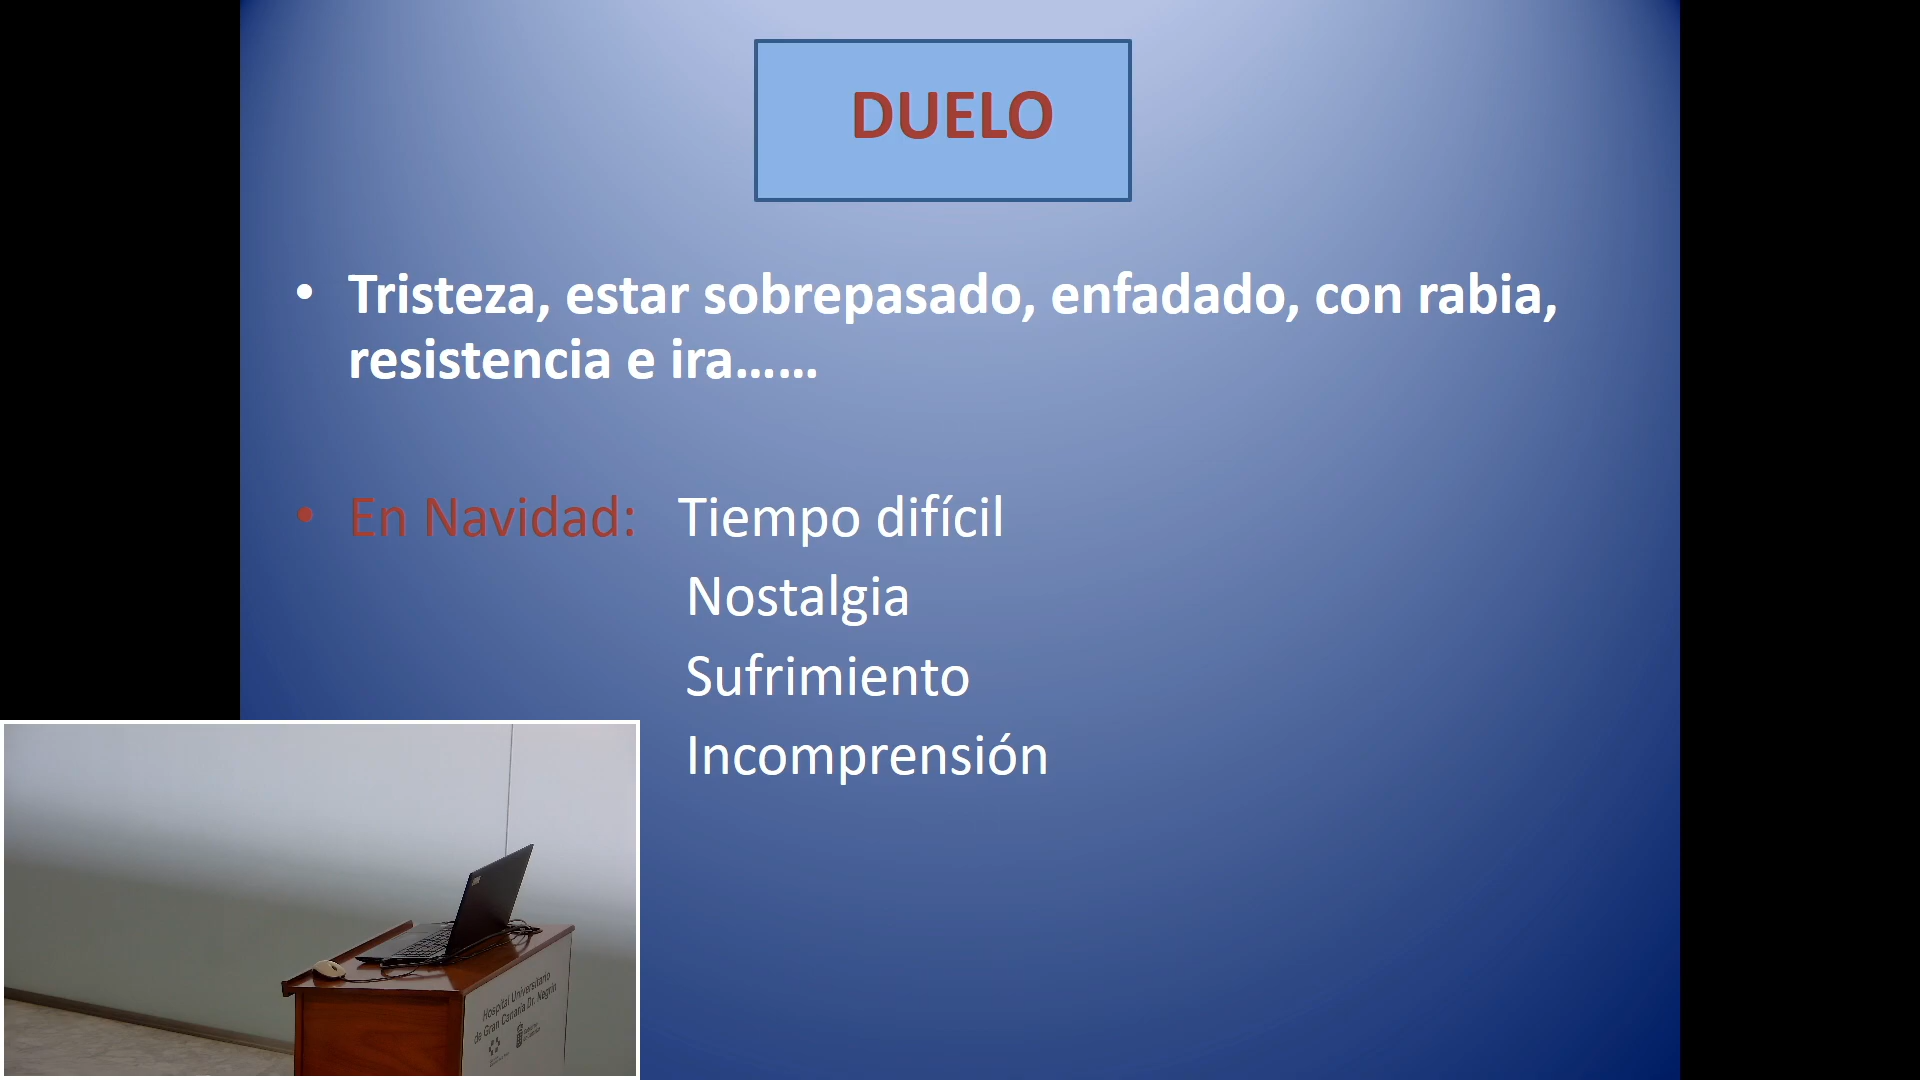 DUELO
• Tristeza, estar sobrepasado, enfadado, con rabia,
resistencia e ira......
• En Navidad: Tiempo difícil
Nostalgia
Sufrimiento
Incomprensión
Hospital Universitario
de Gran Canaria Dr. Negrín